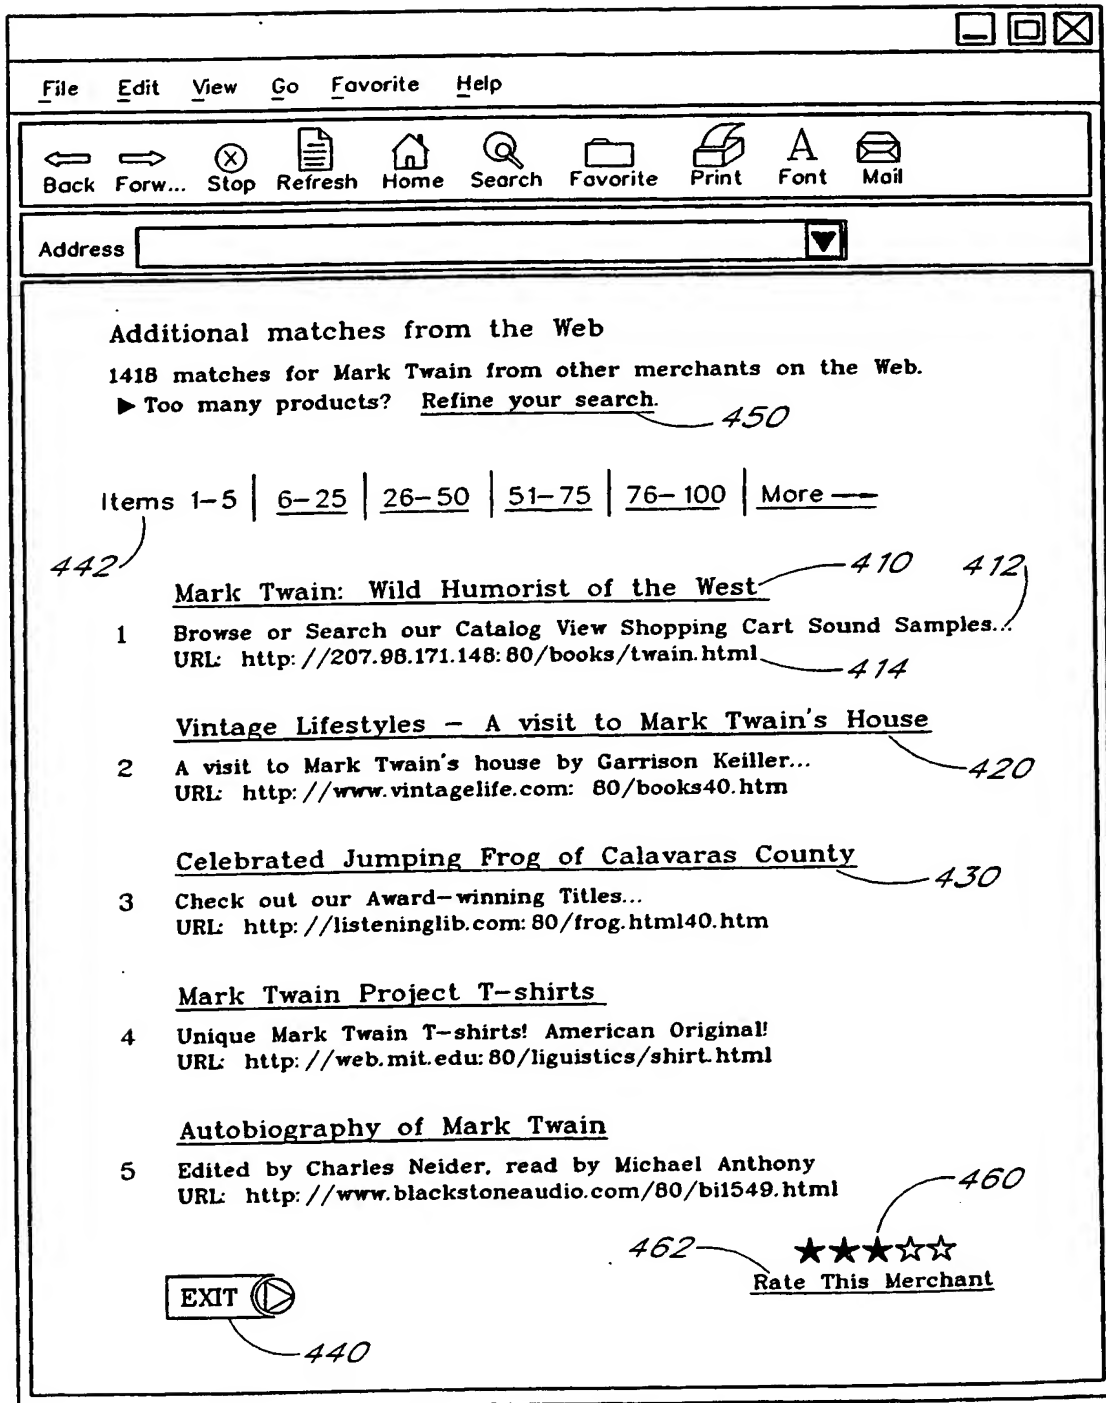 File Edit View Go Favorite Help
Back Forw... Stop Refresh Home Search Favorite Print Font Mail
Address
Additional matches from the Web
1418 matches for Mark Twain from other merchants on the Web.
Too many products? Refine your search.
450
Items 1-5 | 6-25 | 26-50 | 51-75 | 76-100 | More
442
410
412
Mark Twain: Wild Humorist of the West
1 Browse or Search our Catalog View Shopping Cart Sound Samples...
URL: http://207.98.171.148:80/books/twain.html
414
Vintage Lifestyles - A visit to Mark Twain's House
420
2 A visit to Mark Twain's house by Garrison Keiller...
URL: http://www.vintagelife.com: 80/books40.htm
Celebrated Jumping Frog of Calavaras County
430
3 Check out our Award-winning Titles...
URL: http://listeninglib.com:80/frog.html40.htm
Mark Twain Project T-shirts
4 Unique Mark Twain T-shirts! American Original!
URL: http://web.mit.edu:80/liguistics/shirt.html
Autobiography of Mark Twain
5 Edited by Charles Neider, read by Michael Anthony
URL: http://www.blackstoneaudio.com/80/bi1549.html
460
462
Rate This Merchant
EXIT
440